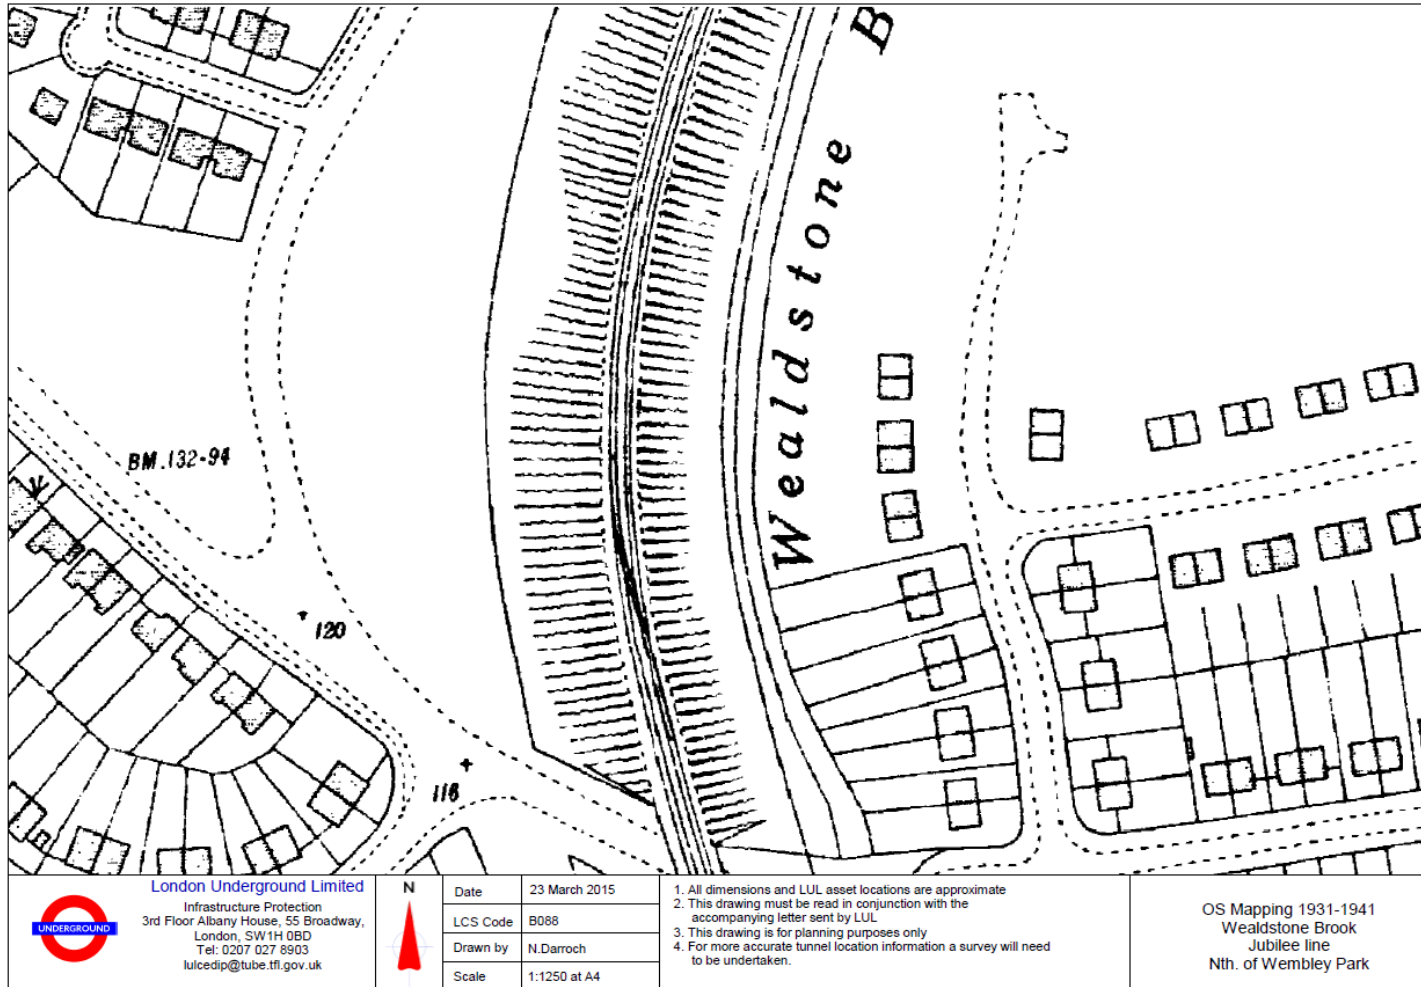 Wealdstone B
BM.132-94
120
116
UNDERGROUND
London Underground Limited
Infrastructure Protection
3rd Floor Albany House, 55 Broadway,
London, SW1H 0BD
Tel: 0207 027 8903
lulcedip@tube.tfl.gov.uk
N
Date 23 March 2015
LCS Code B088
Drawn by N.Darroch
Scale 1:1250 at A4
1. All dimensions and LUL asset locations are approximate
2. This drawing must be read in conjunction with the
accompanying letter sent by LUL
3. This drawing is for planning purposes only
4. For more accurate tunnel location information a survey will need
to be undertaken.
OS Mapping 1931-1941
Wealdstone Brook
Jubilee line
Nth. of Wembley Park